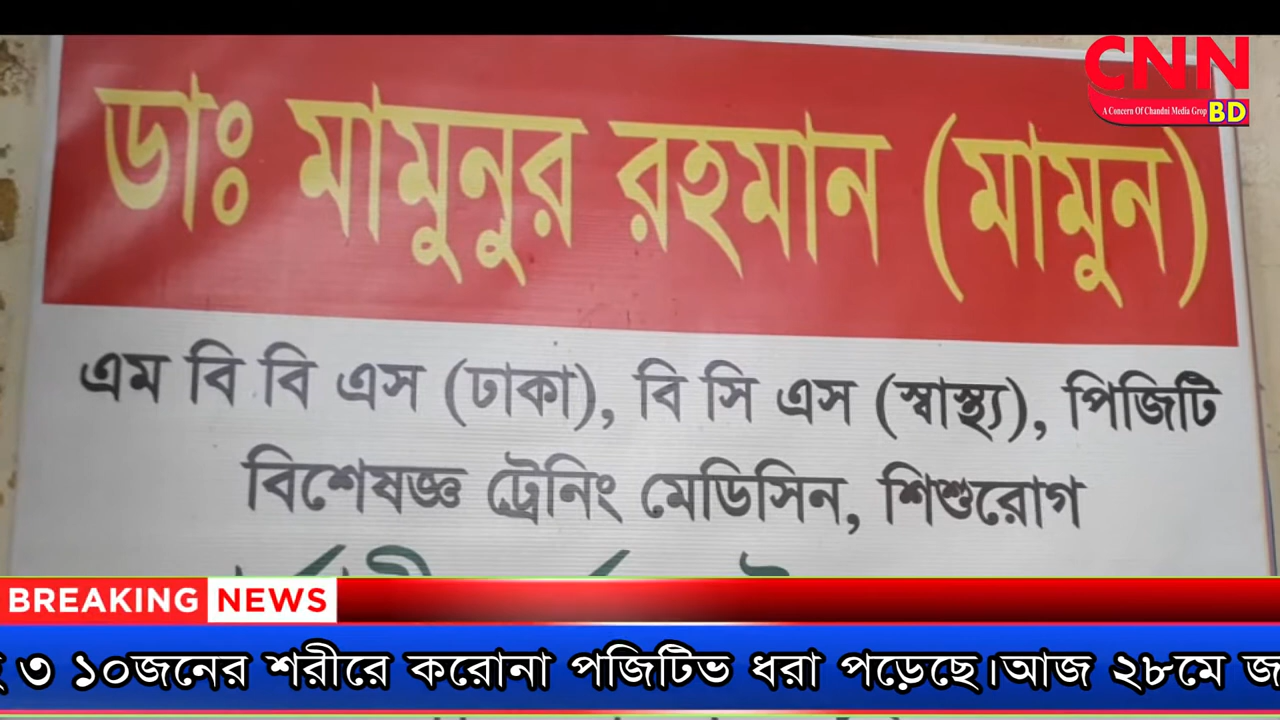 CNN
A Concern Of Chandni Media Grop BD
ডাঃ মামুনুর রহমান (মামুন)
এম বি বি এস (ঢাকা), বি সি এস (স্বাস্থ্য), পিজিটি
বিশেষজ্ঞ ট্রেনিং মেডিসিন, শিশুরোগ
BREAKING NEWS
৩ ১০জনের শরীরে করোনা পজিটিভ ধরা পড়েছে।আজ ২৮মে